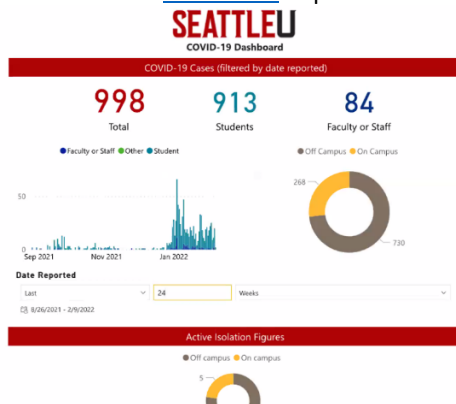 SEATTLEU
COVID-19 Dashboard
COVID-19 Cases (filtered by date reported)
998 913 84
Total Students Faculty or Staff
Faculty or Staff Other Student
Off Campus On Campus
50
0
Sep 2021 Nov 2021 Jan 2022
268
730
Date Reported
Last 24 Weeks
8/26/2021 - 2/9/2022
Active Isolation Figures
Off campus On campus
5